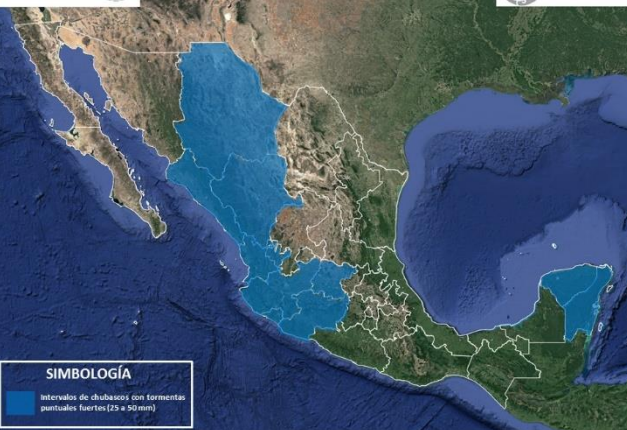 SIMBOLOGÍA
Intervalos de chubascos con tormentas
puntuales fuertes (25 a 50 mm)